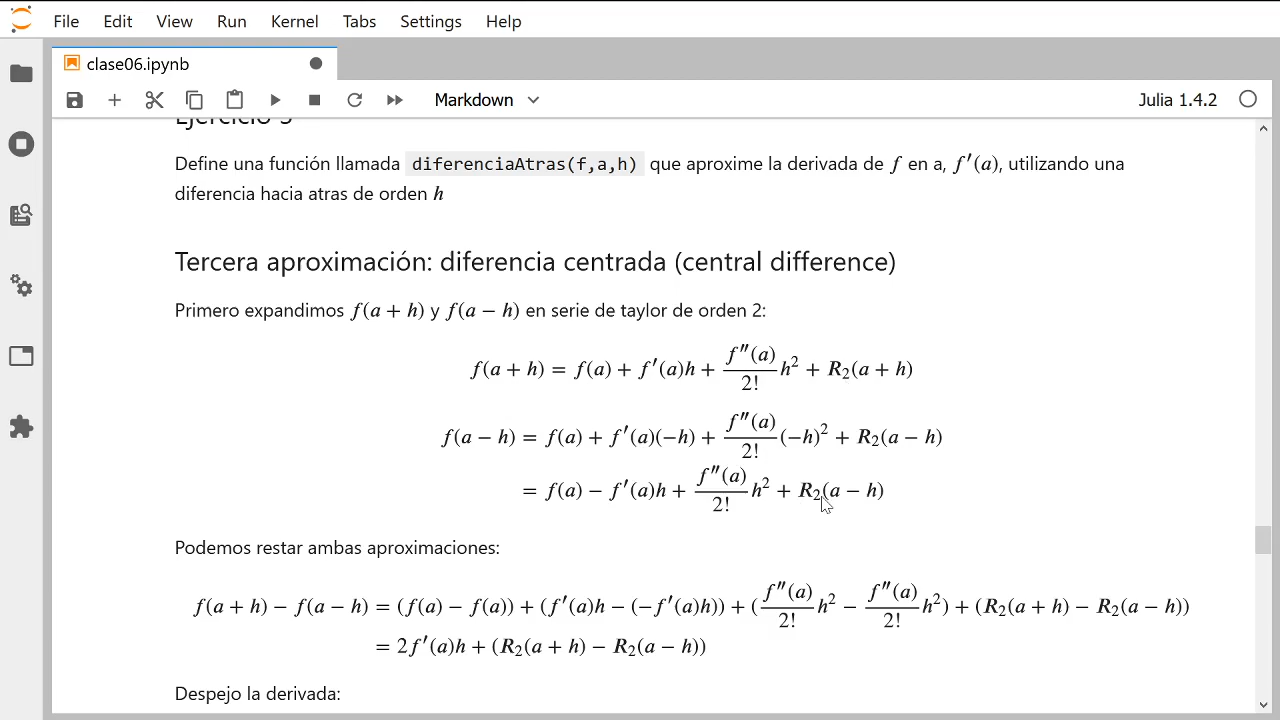 File Edit View Run Kernel Tabs Settings Help
clase06.ipynb
Markdown
Julia 1.4.2
Ejercicio 5
Define una función llamada diferenciaAtras(f,a,h) que aproxime la derivada de f en a, f′(a), utilizando una
diferencia hacia atras de orden h
Tercera aproximación: diferencia centrada (central difference)
Primero expandimos f(a + h) y f(a − h) en serie de taylor de orden 2:
f(a + h) = f(a) + f′(a)h + f″(a)/2! h² + R₂(a + h)
f(a − h) = f(a) + f′(a)(−h) + f″(a)/2! (−h)² + R₂(a − h)
= f(a) − f′(a)h + f″(a)/2! h² + R₂(a − h)
Podemos restar ambas aproximaciones:
f(a + h) − f(a − h) = (f(a) − f(a)) + (f′(a)h − (−f′(a)h)) + (f″(a)/2! h² − f″(a)/2! h²) + (R₂(a + h) − R₂(a − h))
= 2f′(a)h + (R₂(a + h) − R₂(a − h))
Despejo la derivada: